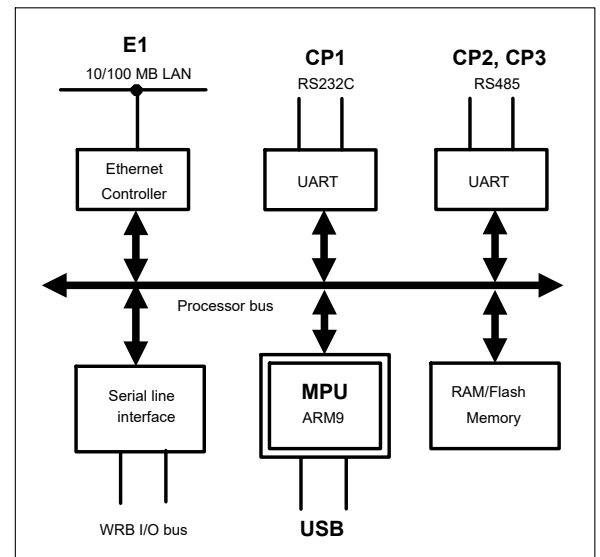 E1
10/100 MB LAN
CP1
RS232C
CP2, CP3
RS485
Ethernet
Controller
UART
UART
Processor bus
Serial line
interface
MPU
ARM9
RAM/Flash
Memory
WRB I/O bus
USB